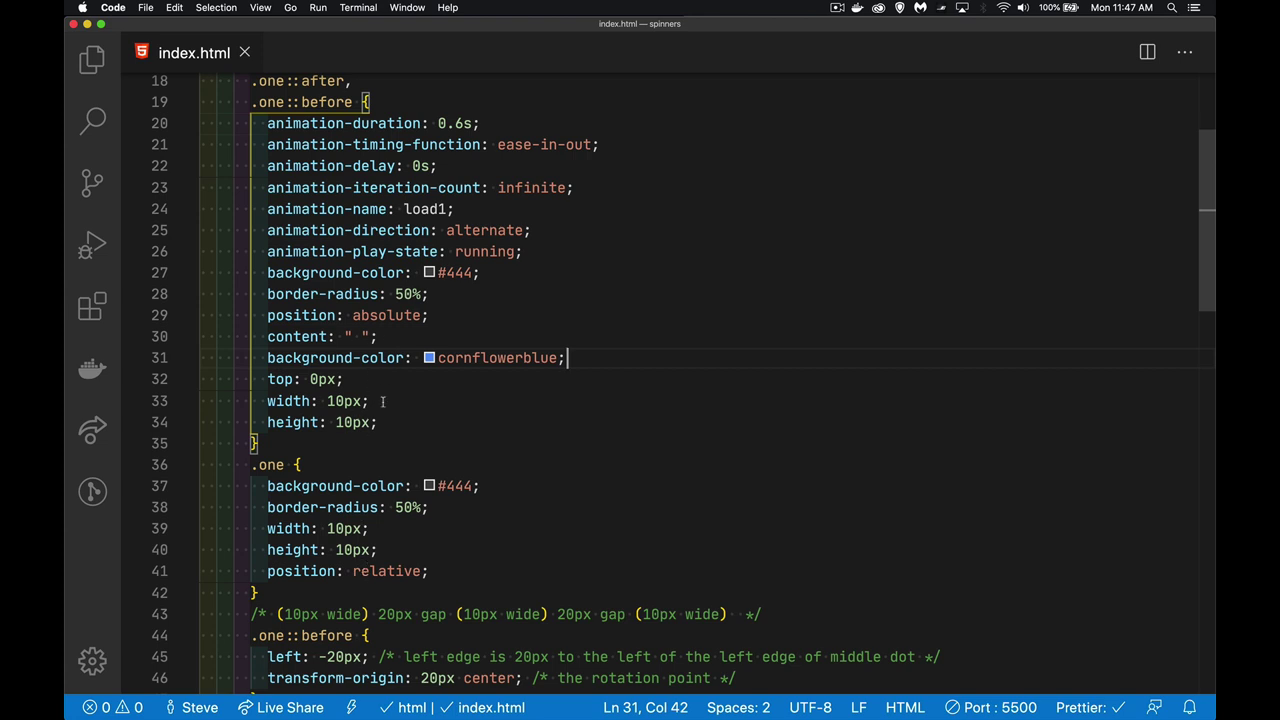 Code File Edit Selection View Go Run Terminal Window Help 100% Mon 11:47 AM
index.html — spinners
index.html
18 .one::after,
19 .one::before {
20 animation-duration: 0.6s;
21 animation-timing-function: ease-in-out;
22 animation-delay: 0s;
23 animation-iteration-count: infinite;
24 animation-name: load1;
25 animation-direction: alternate;
26 animation-play-state: running;
27 background-color: #444;
28 border-radius: 50%;
29 position: absolute;
30 content: " ";
31 background-color: cornflowerblue;
32 top: 0px;
33 width: 10px;
34 height: 10px;
35 }
36 .one {
37 background-color: #444;
38 border-radius: 50%;
39 width: 10px;
40 height: 10px;
41 position: relative;
42 }
43 /* (10px wide) 20px gap (10px wide) 20px gap (10px wide)  */
44 .one::before {
45 left: -20px; /* left edge is 20px to the left of the left edge of middle dot */
46 transform-origin: 20px center; /* the rotation point */
0 0 Steve Live Share html | index.html Ln 31, Col 42 Spaces: 2 UTF-8 LF HTML Port : 5500 Prettier: